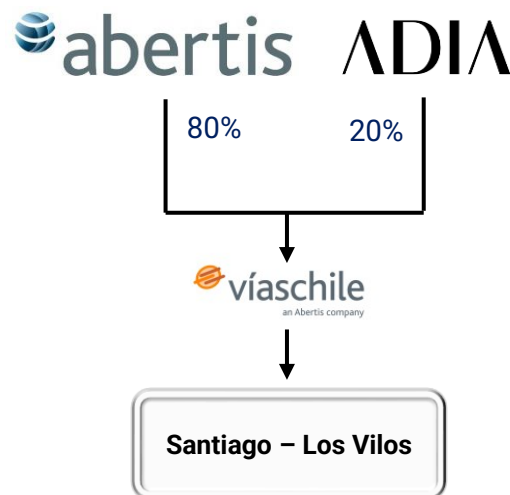 abertis ADIA
80% 20%
víaschile
an Abertis company
Santiago – Los Vilos